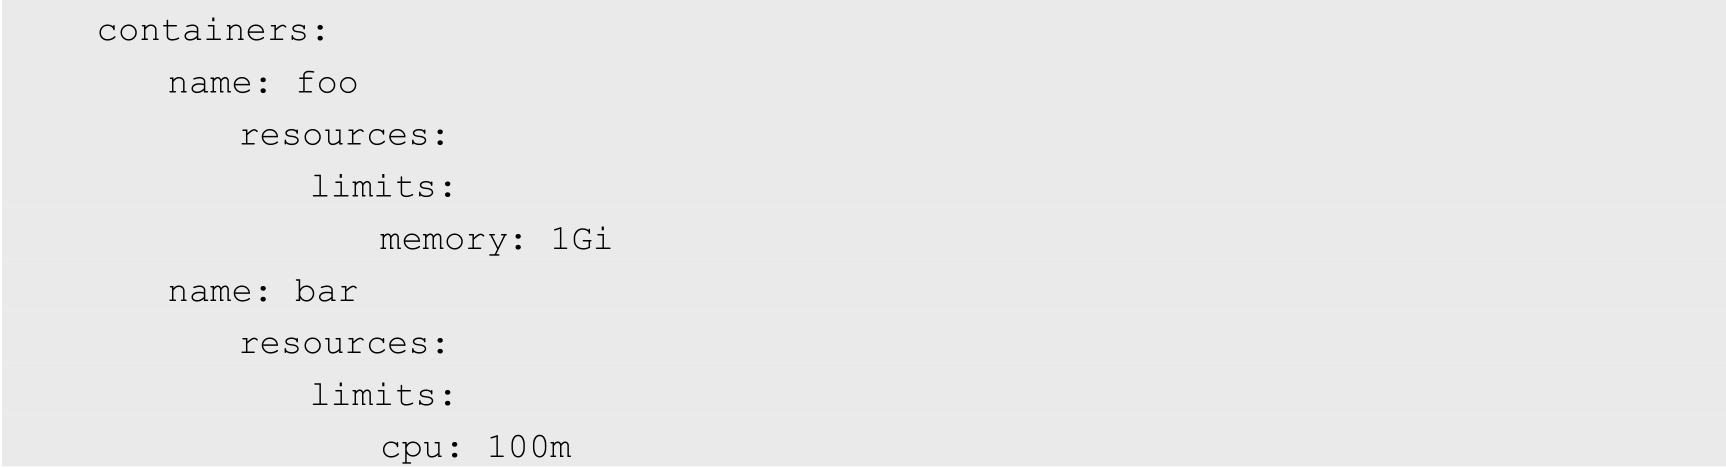 containers:
name: foo
resources:
limits:
memory: 1Gi
name: bar
resources:
limits:
cpu: 100m